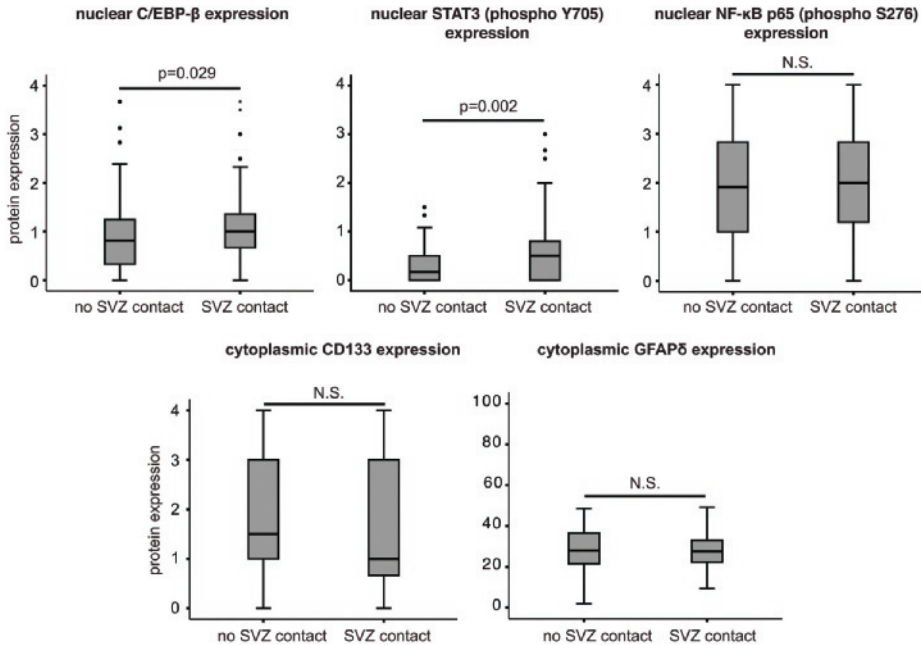 nuclear C/EBP-β expression
nuclear STAT3 (phospho Y705)
expression
nuclear NF-κB p65 (phospho S276)
expression
p=0.029
p=0.002
N.S.
protein expression
4
3
2
1
0
no SVZ contact
SVZ contact
4
3
2
1
0
no SVZ contact
SVZ contact
4
3
2
1
0
no SVZ contact
SVZ contact
cytoplasmic CD133 expression
cytoplasmic GFAPδ expression
N.S.
N.S.
protein expression
4
3
2
1
0
no SVZ contact
SVZ contact
100
80
60
40
20
0
no SVZ contact
SVZ contact